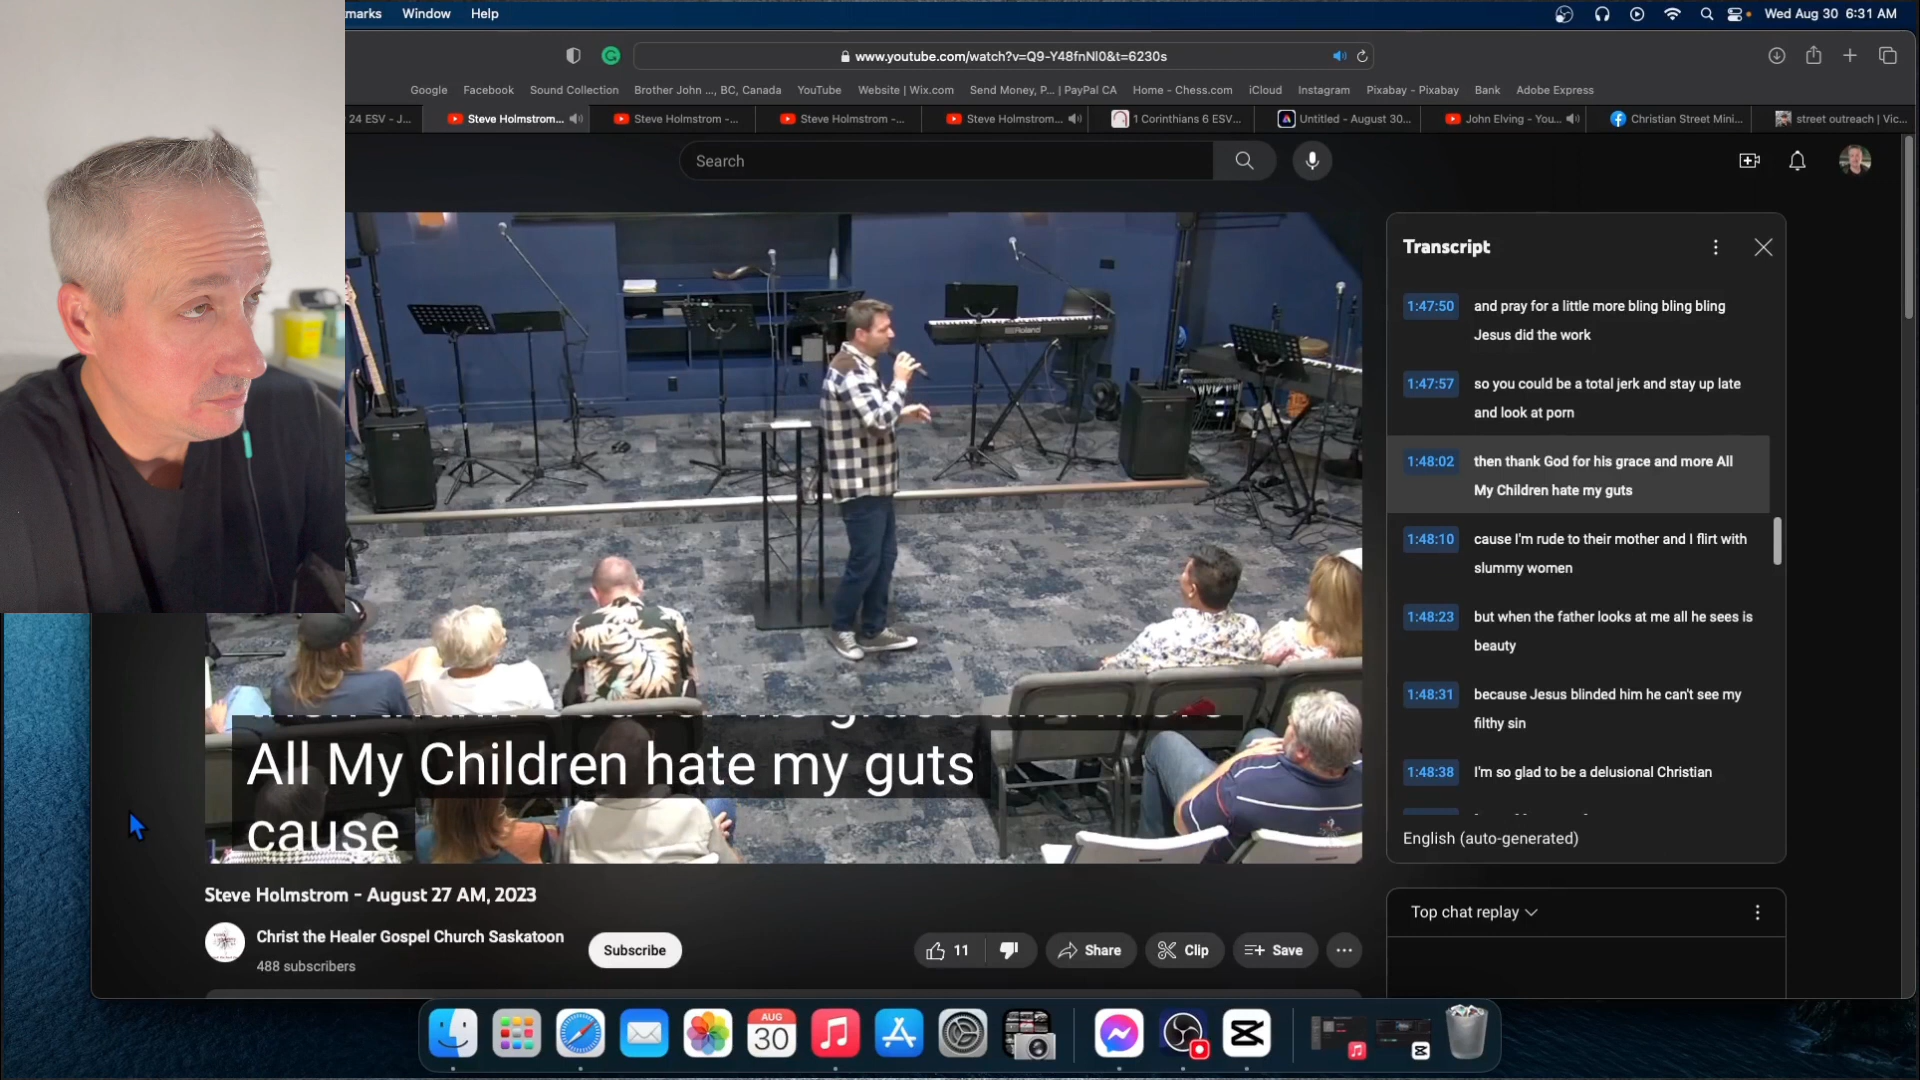 marks Window Help Wed Aug 30 6:31 AM
www.youtube.com/watch?v=Q9-Y48fnNl0&t=6230s
Google Facebook Sound Collection Brother John ..., BC, Canada YouTube Website | Wix.com Send Money, P... | PayPal CA Home - Chess.com iCloud Instagram Pixabay - Pixabay Bank Adobe Express
24 ESV - J... Steve Holmstrom... Steve Holmstrom -... Steve Holmstrom -... Steve Holmstrom... 1 Corinthians 6 ESV... Untitled - August 30... John Elving - You... Christian Street Mini... street outreach | Vic...
Search
Roland
then thank God for his grace and more
All My Children hate my guts
cause
Steve Holmstrom - August 27 AM, 2023
Christ the Healer Gospel Church Saskatoon
488 subscribers
Subscribe
11 Share Clip Save
Transcript
1:47:50 and pray for a little more bling bling bling
Jesus did the work
1:47:57 so you could be a total jerk and stay up late
and look at porn
1:48:02 then thank God for his grace and more All
My Children hate my guts
1:48:10 cause I'm rude to their mother and I flirt with
slummy women
1:48:23 but when the father looks at me all he sees is
beauty
1:48:31 because Jesus blinded him he can't see my
filthy sin
1:48:38 I'm so glad to be a delusional Christian
English (auto-generated)
Top chat replay
AUG
30